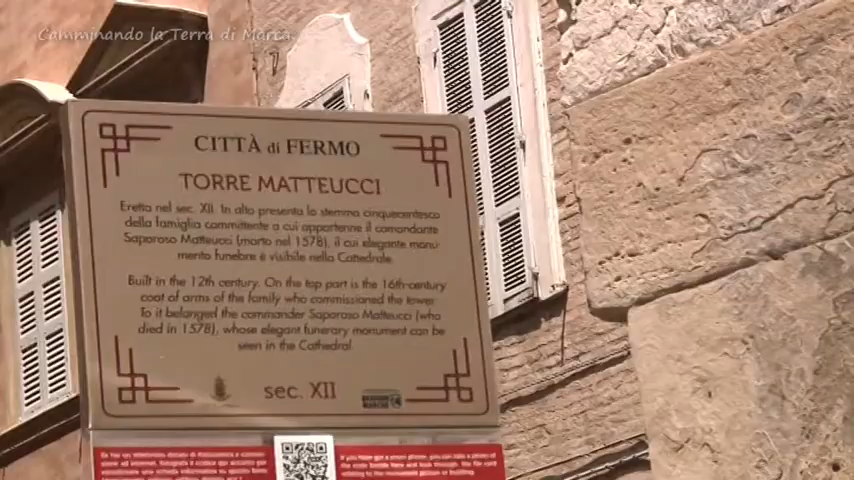 Camminando la Terra di Marca...
CITTÀ di FERMO
TORRE MATTEUCCI
Eretta nel sec. XII. In alto presenta lo stemma cinquecentesco
della famiglia committente a cui appartenne il comandante
Saporoso Matteucci (morto nel 1578), il cui elegante monu-
mento funebre è visibile nella Cattedrale.
Built in the 12th century. On the top part is the 16th-century
coat of arms of the family which commissioned the tower and
to it belonged the commander Saporoso Matteucci (who
died in 1578), whose elegant funerary monument can be
seen in the Cathedral.
sec. XII
REGIONE
MARCHE